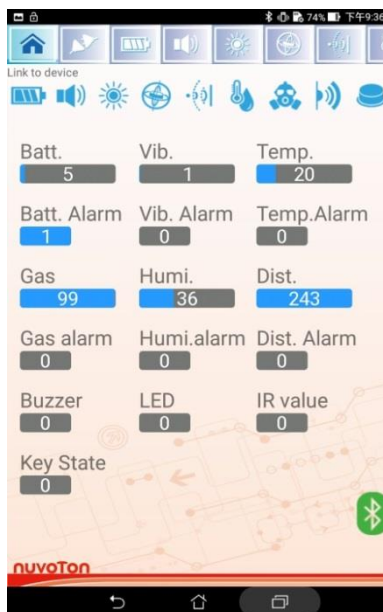 74% 下午9:36
Link to device
Batt. Vib. Temp.
5 1 20
Batt. Alarm Vib. Alarm Temp.Alarm
1 0 0
Gas Humi. Dist.
99 36 243
Gas alarm Humi.alarm Dist. Alarm
0 0 0
Buzzer LED IR value
0 0 0
Key State
0
nuvoTon